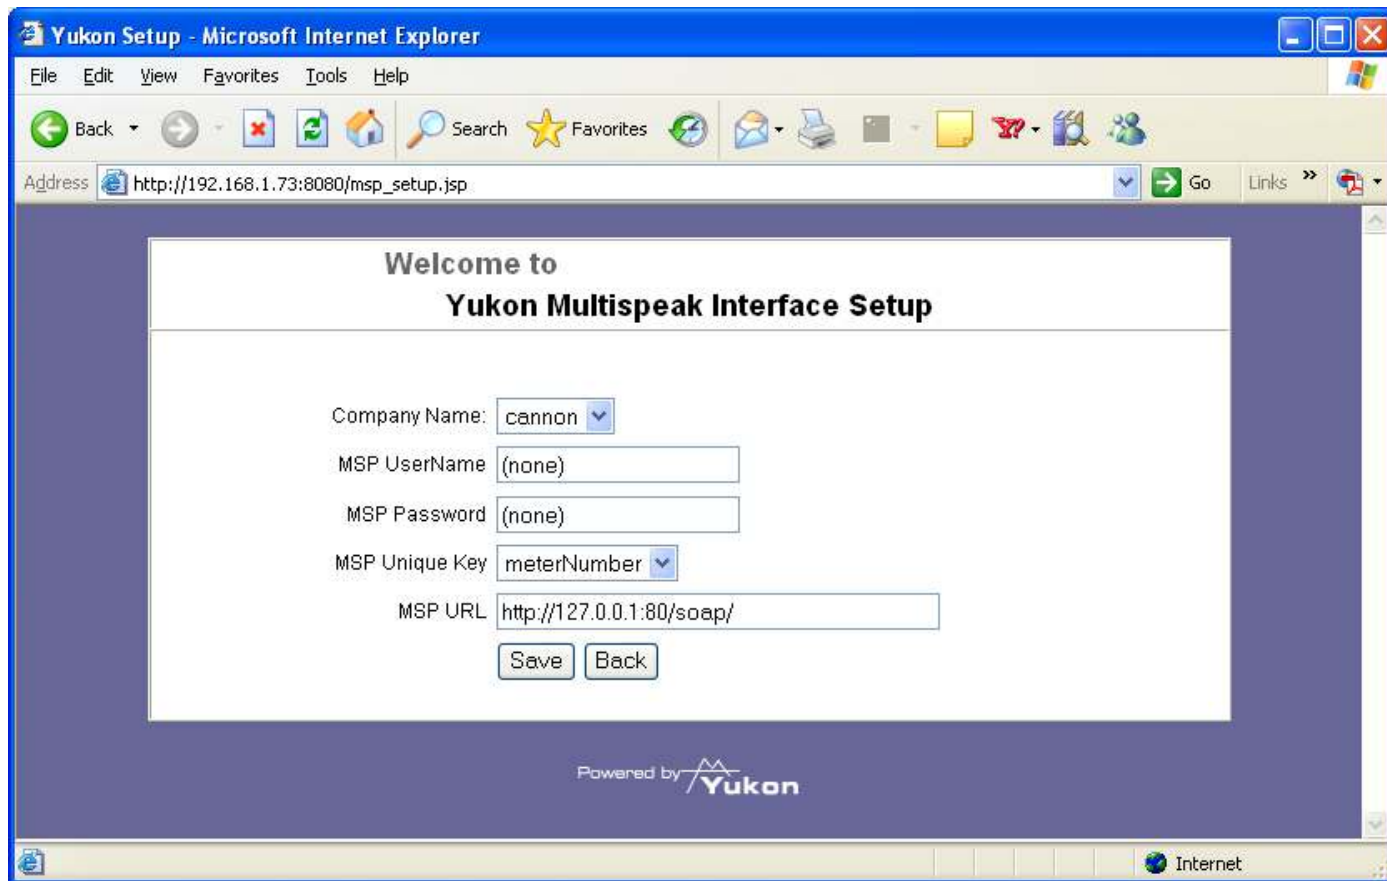 Yukon Setup - Microsoft Internet Explorer
File Edit View Favorites Tools Help
Back Search Favorites
Address http://192.168.1.73:8080/msp_setup.jsp Go Links »
Welcome to
Yukon Multispeak Interface Setup
Company Name: cannon
MSP UserName (none)
MSP Password (none)
MSP Unique Key meterNumber
MSP URL http://127.0.0.1:80/soap/
Save Back
Powered by Yukon
Internet